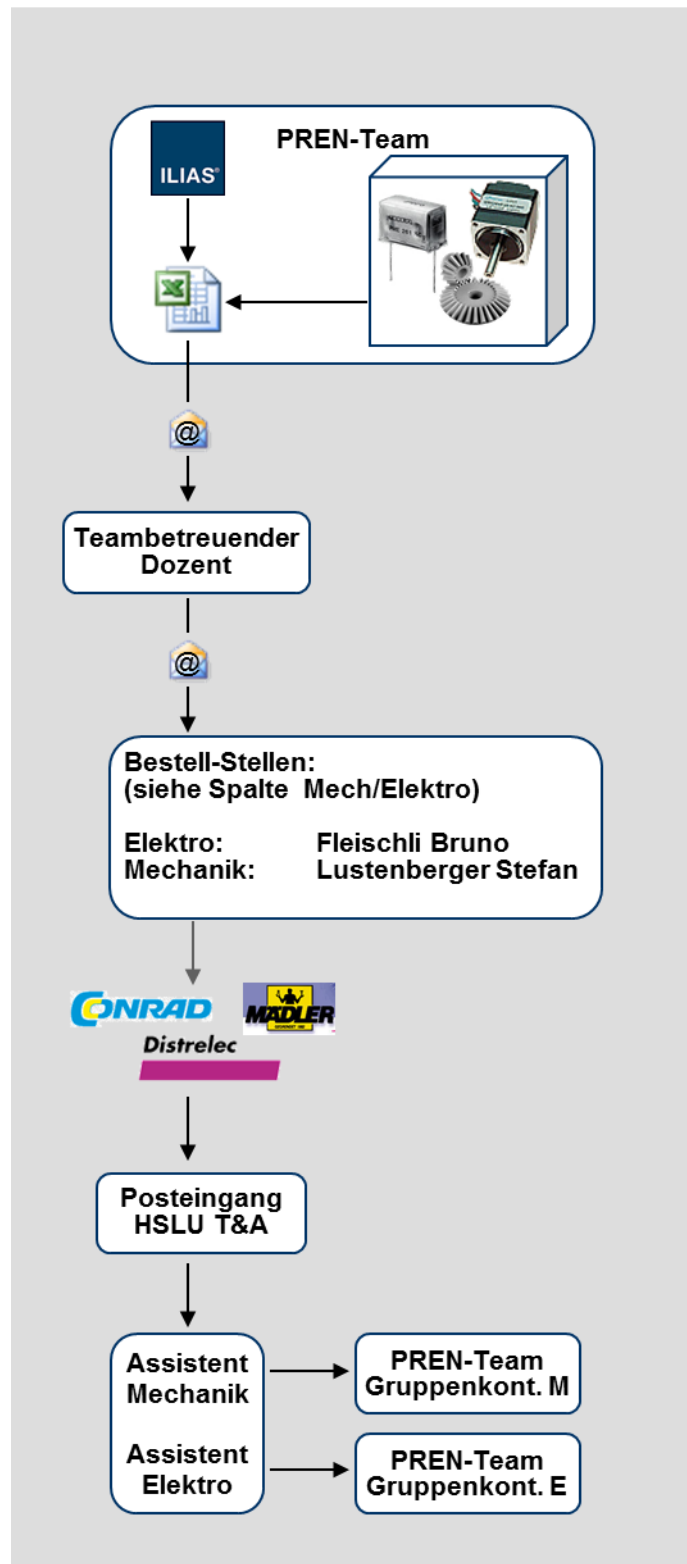 PREN-Team
ILIAS
@
Teambetreuender
Dozent
@
Bestell-Stellen:
(siehe Spalte Mech/Elektro)
Elektro: Fleischli Bruno
Mechanik: Lustenberger Stefan
CONRAD
MÄDLER
Distrelec
Posteingang
HSLU T&A
Assistent
Mechanik
PREN-Team
Gruppenkont. M
Assistent
Elektro
PREN-Team
Gruppenkont. E